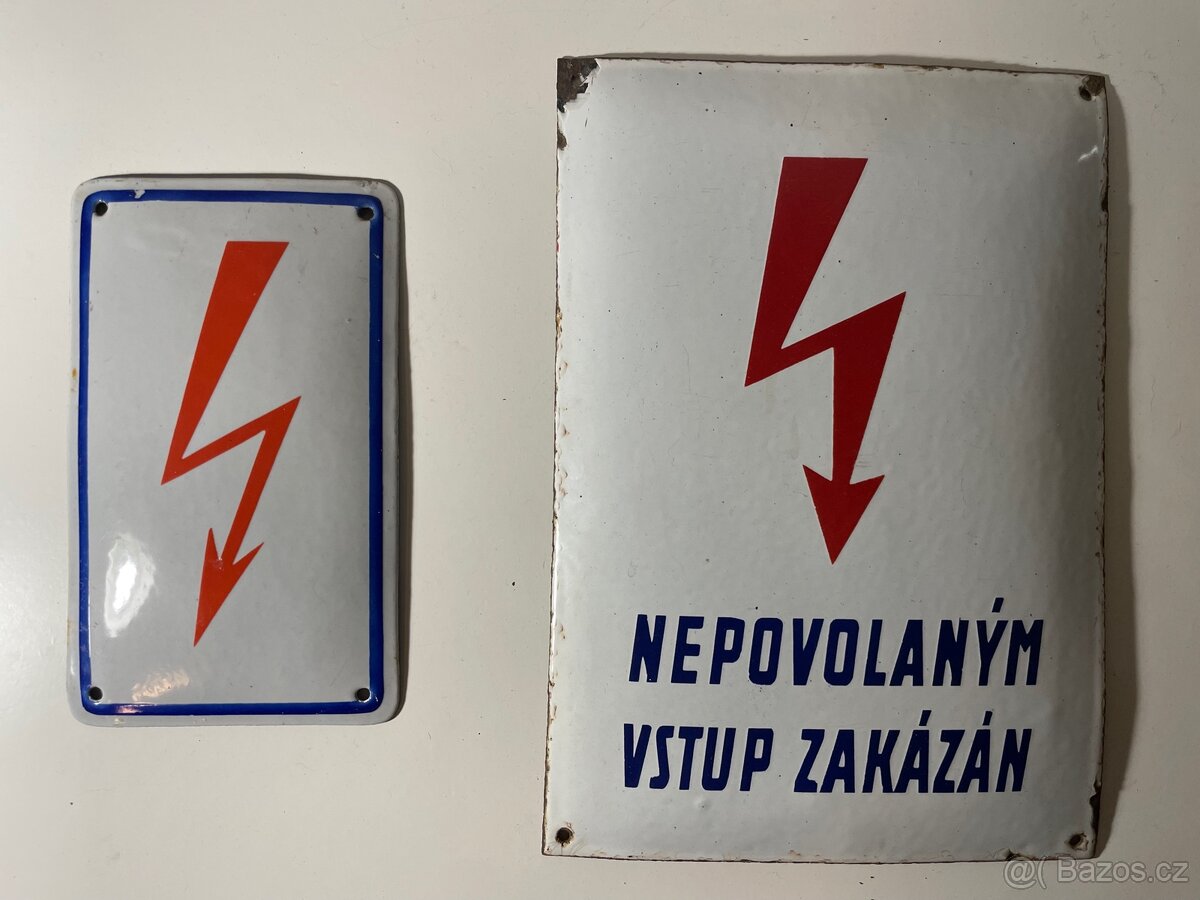 NEPOVOLANÝM
VSTUP ZAKÁZÁN
@( Bazos.cz